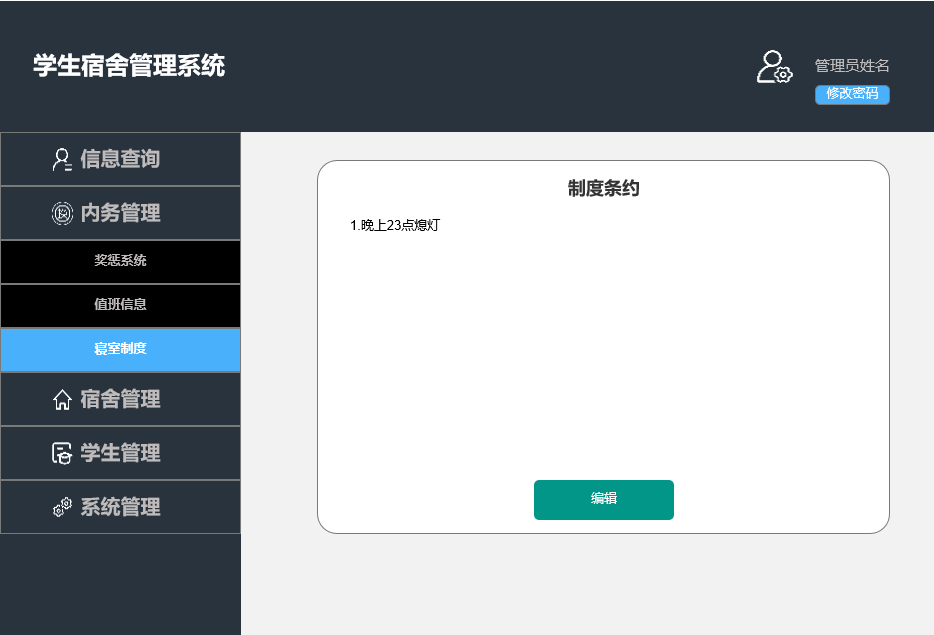 学生宿舍管理系统
管理员姓名
修改密码
信息查询
内务管理
奖惩系统
值班信息
寝室制度
宿舍管理
学生管理
系统管理
制度条约
1.晚上23点熄灯
编辑